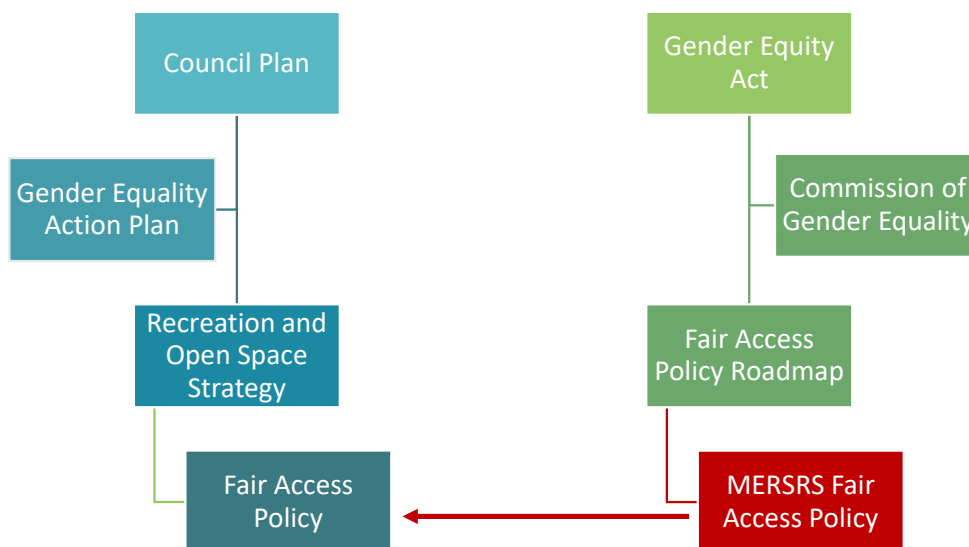 Council Plan
Gender Equality
Action Plan
Recreation and
Open Space
Strategy
Fair Access
Policy
Gender Equity
Act
Commission of
Gender Equality
Fair Access
Policy Roadmap
MERSRS Fair
Access Policy